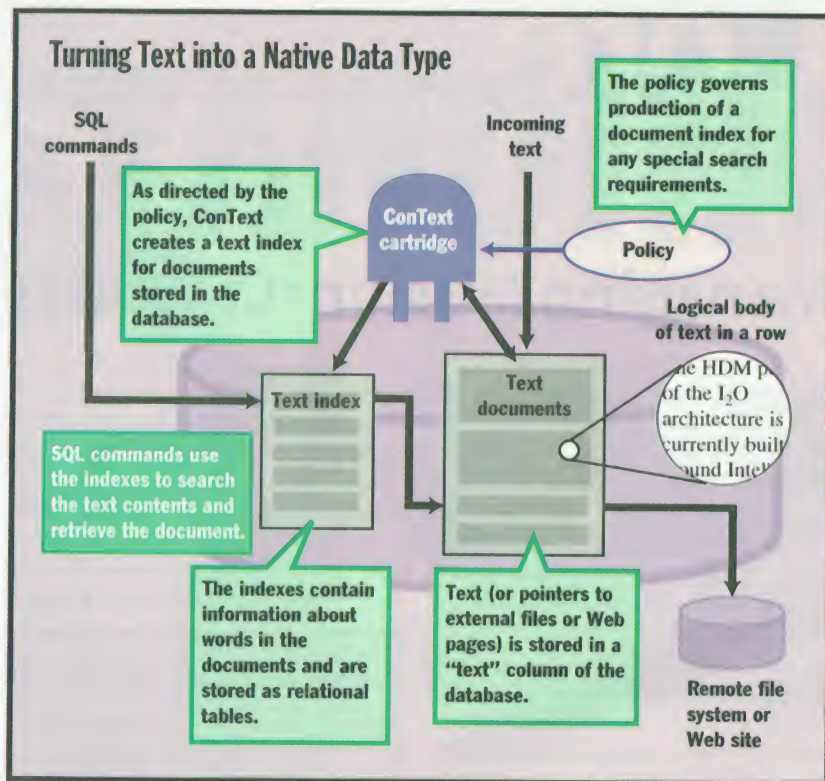 Turning Text into a Native Data Type
SQL
commands
Incoming
text
The policy governs
production of a
document index for
any special search
requirements.
As directed by the
policy, ConText
creates a text index
for documents
stored in the
database.
ConText
cartridge
Policy
Logical body
of text in a row
Text index
Text
documents
HDM
of the I₂O
architecture is
currently built
SQL commands use
the indexes to search
the text contents and
retrieve the document.
The indexes contain
information about
words in the
documents and are
stored as relational
tables.
Text (or pointers to
external files or Web
pages) is stored in a
“text” column of the
database.
Remote file
system or
Web site